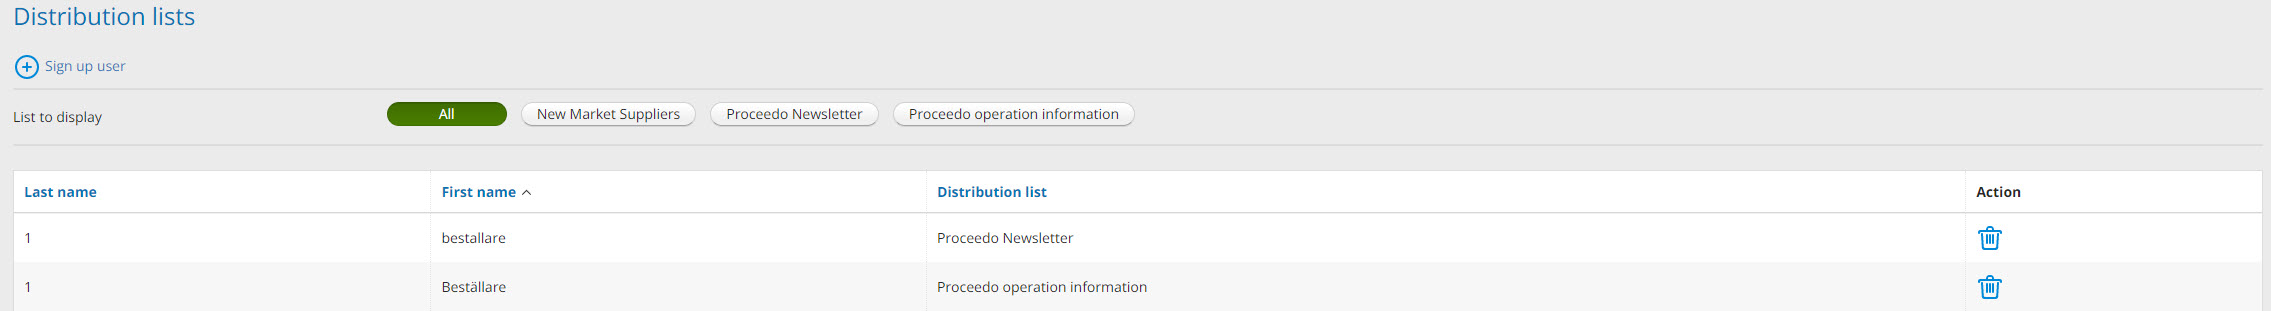 Distribution lists
Sign up user
List to display All New Market Suppliers Proceedo Newsletter Proceedo operation information
Last name First name Distribution list Action
1 bestallare Proceedo Newsletter
1 Beställare Proceedo operation information